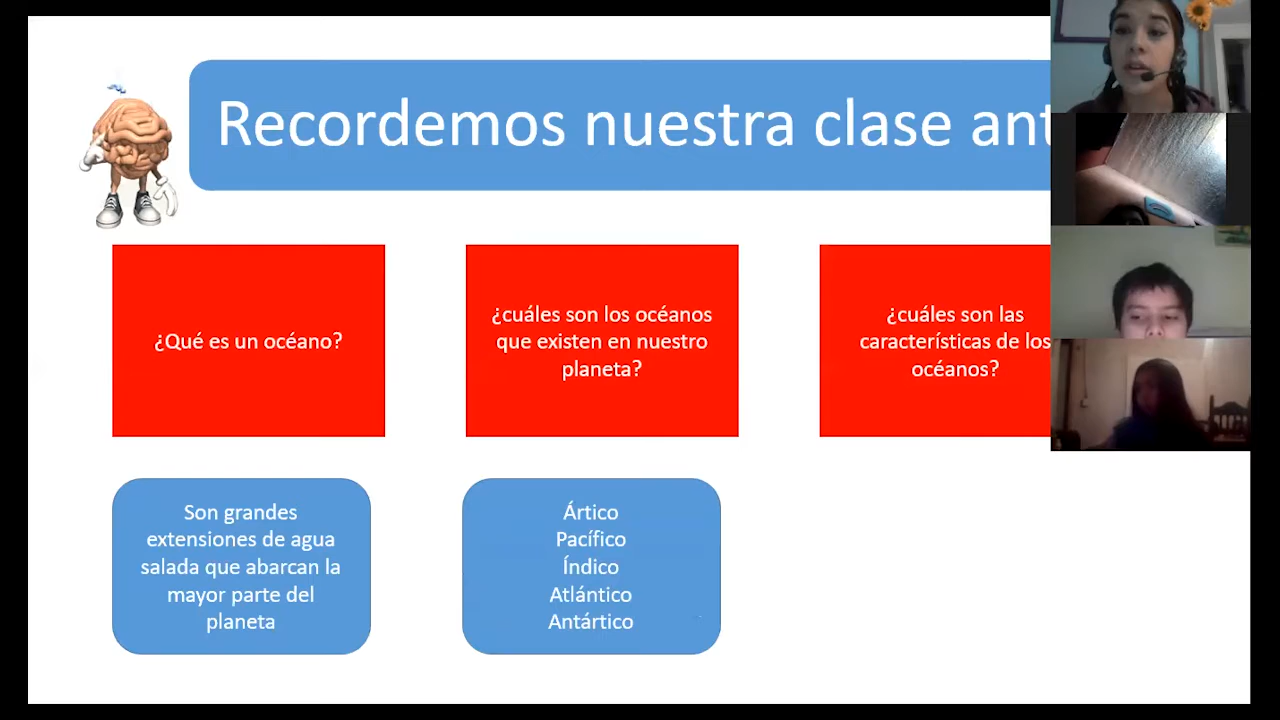 Recordemos nuestra clase ant
¿Qué es un océano?
¿cuáles son los océanos
que existen en nuestro
planeta?
¿cuáles son las
características de los
océanos?
Son grandes
extensiones de agua
salada que abarcan la
mayor parte del
planeta
Ártico
Pacífico
Índico
Atlántico
Antártico